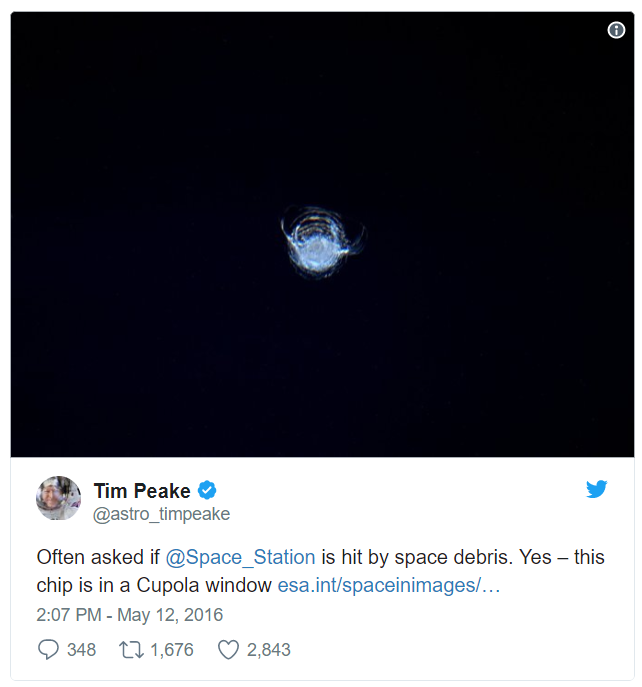 Tim Peake
@astro_timpeake
Often asked if @Space_Station is hit by space debris. Yes – this
chip is in a Cupola window esa.int/spaceinimages/…
2:07 PM - May 12, 2016
348 1,676 2,843